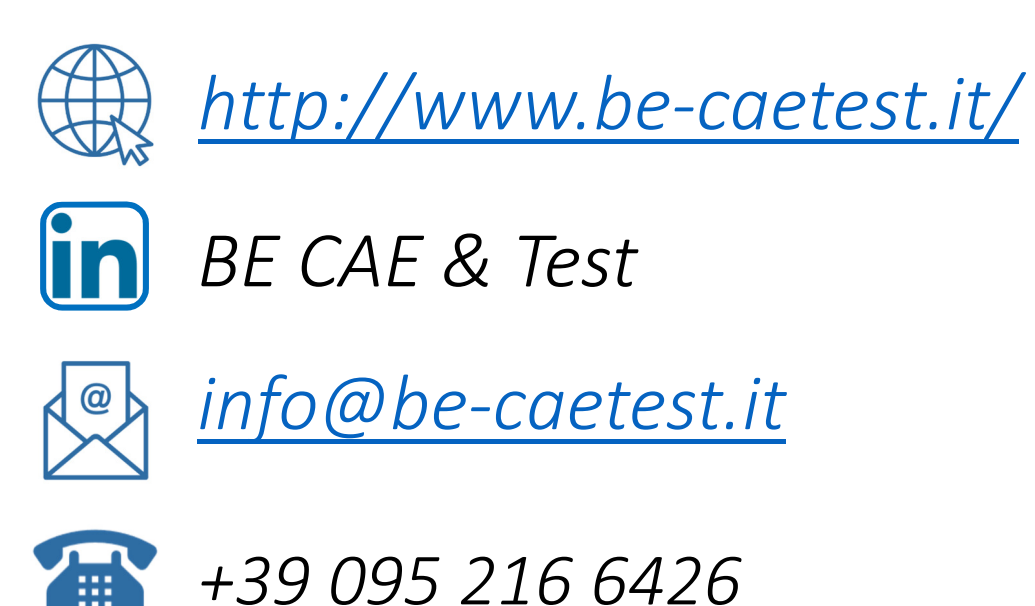 http://www.be-caetest.it/
in
BE CAE & Test
@
info@be-caetest.it
+39 095 216 6426